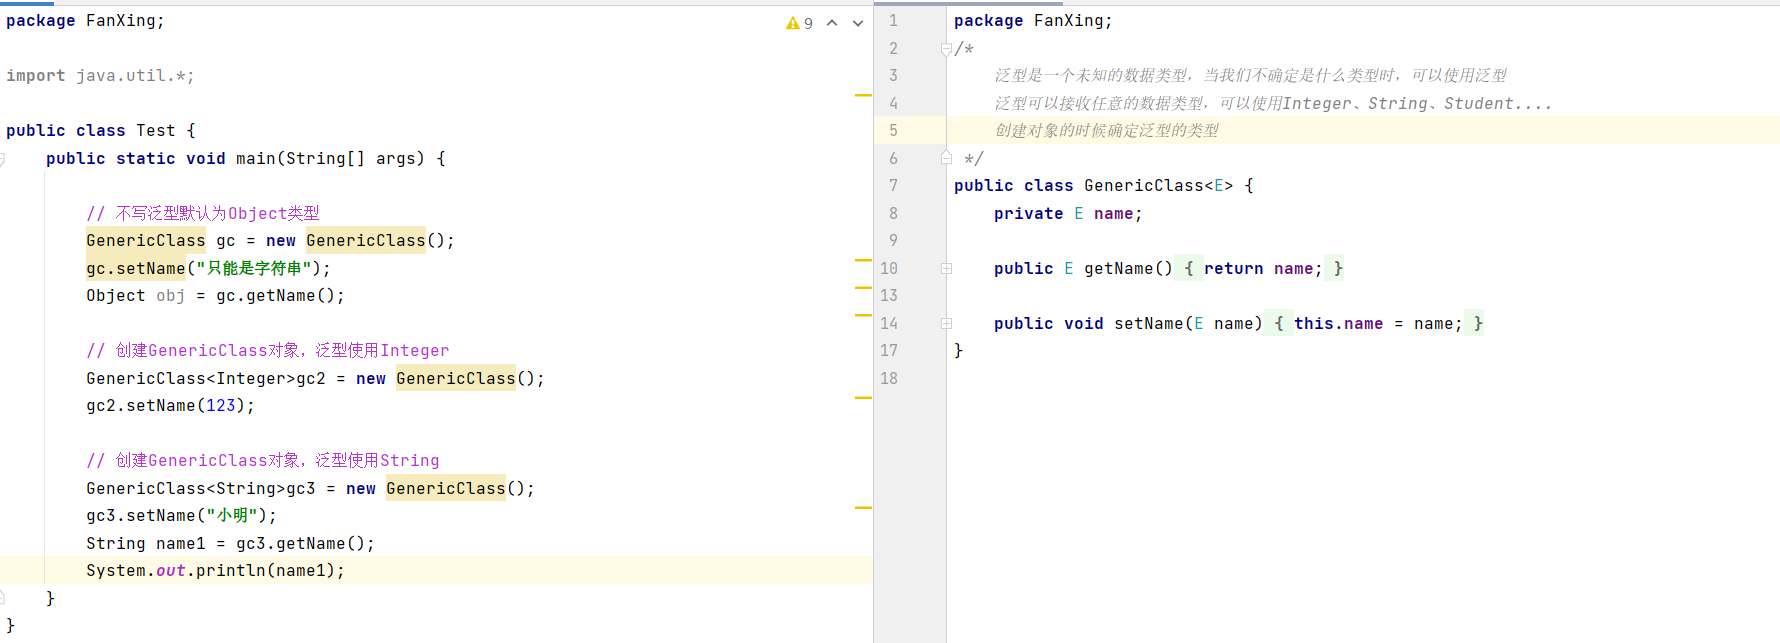 package FanXing;
9
import java.util.*;
public class Test {
public static void main(String[] args) {
// 不写泛型默认为Object类型
GenericClass gc = new GenericClass();
gc.setName("只能是字符串");
Object obj = gc.getName();
// 创建GenericClass对象，泛型使用Integer
GenericClass<Integer>gc2 = new GenericClass();
gc2.setName(123);
// 创建GenericClass对象，泛型使用String
GenericClass<String>gc3 = new GenericClass();
gc3.setName("小明");
String name1 = gc3.getName();
System.out.println(name1);
}
}
1 package FanXing;
2 /*
3 泛型是一个未知的数据类型，当我们不确定是什么类型时，可以使用泛型
4 泛型可以接收任意的数据类型，可以使用Integer、String、Student....
5 创建对象的时候确定泛型的类型
6 */
7 public class GenericClass<E> {
8 private E name;
9
10 public E getName() { return name; }
13
14 public void setName(E name) { this.name = name; }
17 }
18